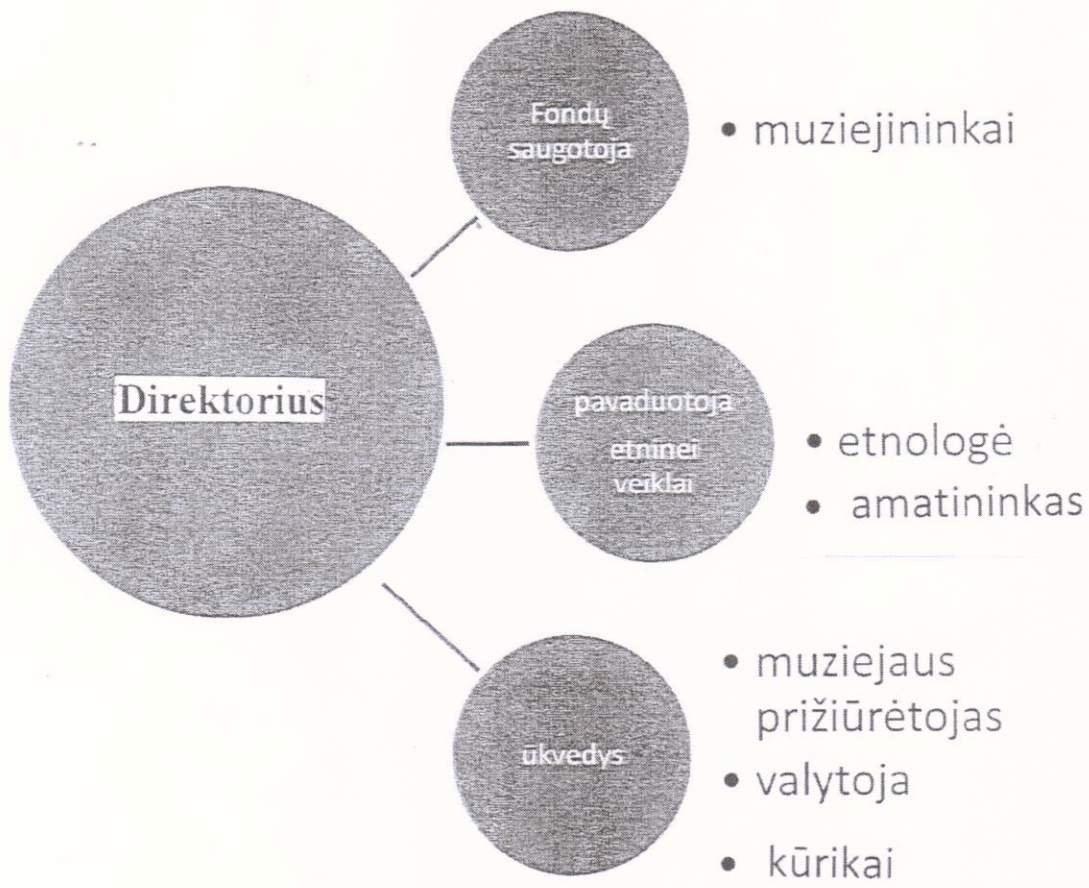 Fondų
saugotoja
• muziejininkai
Direktorius
pavaduotoja
etninei
veiklai
• etnologė
• amatininkas
ūkvedys
• muziejaus
prižiūrėtojas
• valytoja
• kūrikai